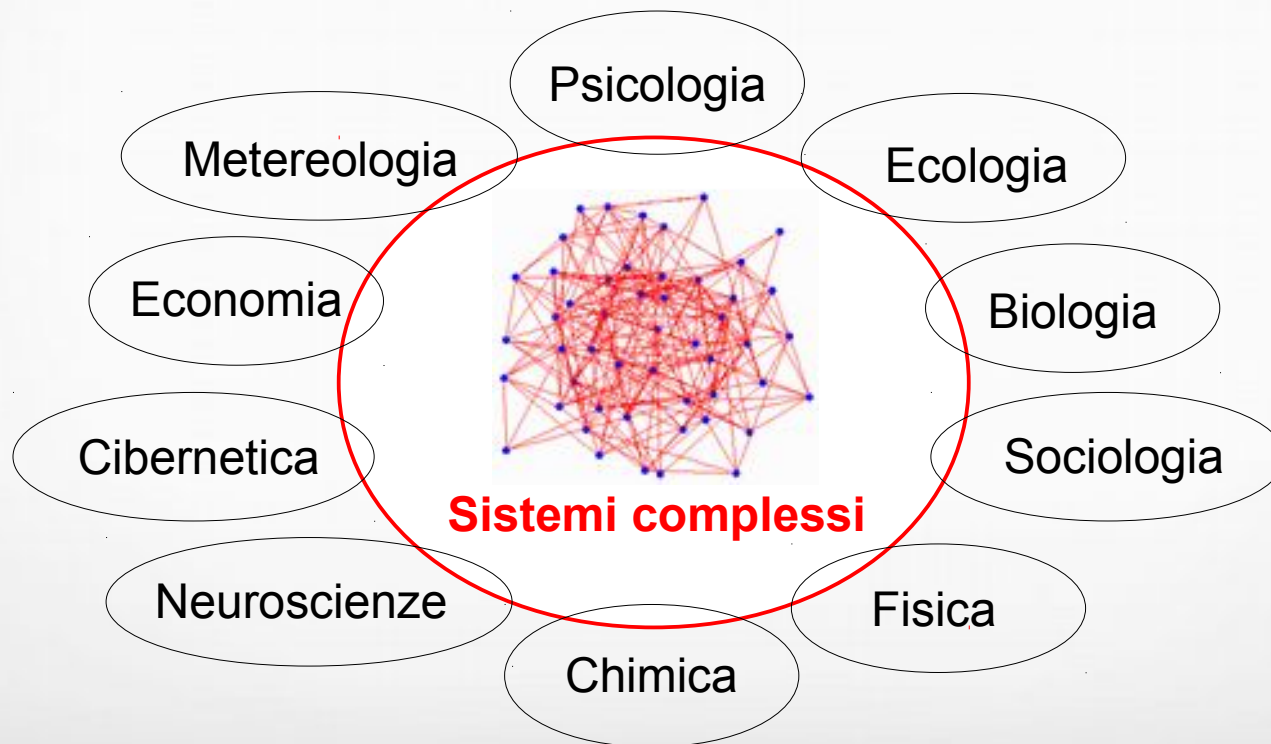 Psicologia
Metereologia
Ecologia
Economia
Biologia
Cibernetica
Sociologia
Sistemi complessi
Neuroscienze
Fisica
Chimica